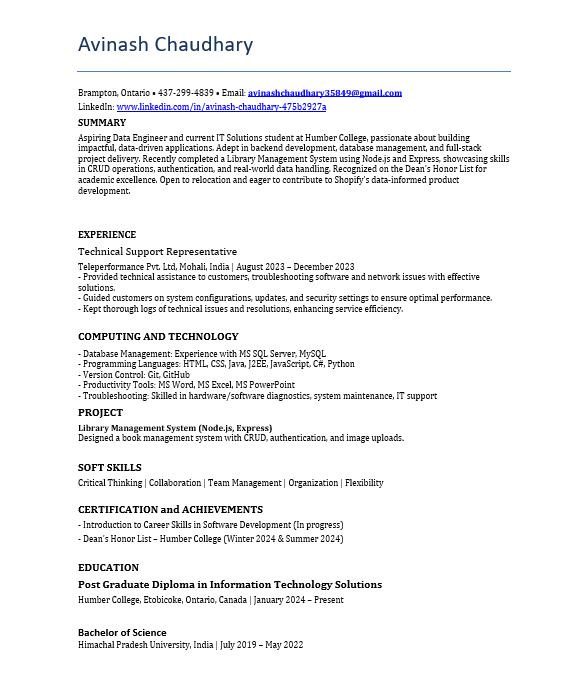 Avinash Chaudhary
Brampton, Ontario • 437-299-4839 • Email: avinashchaudhary35849@gmail.com
LinkedIn: www.linkedin.com/in/avinash-chaudhary-475b2927a
SUMMARY
Aspiring Data Engineer and current IT Solutions student at Humber College, passionate about building
impactful, data-driven applications. Adept in backend development, database management, and full-stack
project delivery. Recently completed a Library Management System using Node.js and Express, showcasing skills
in CRUD operations, authentication, and real-world data handling. Recognized on the Dean's Honor List for
academic excellence. Open to relocation and eager to contribute to Shopify's data-informed product
development.
EXPERIENCE
Technical Support Representative
Teleperformance Pvt. Ltd, Mohali, India | August 2023 – December 2023
- Provided technical assistance to customers, troubleshooting software and network issues with effective
solutions.
- Guided customers on system configurations, updates, and security settings to ensure optimal performance.
- Kept thorough logs of technical issues and resolutions, enhancing service efficiency.
COMPUTING AND TECHNOLOGY
- Database Management: Experience with MS SQL Server, MySQL
- Programming Languages: HTML, CSS, Java, J2EE, JavaScript, C#, Python
- Version Control: Git, GitHub
- Productivity Tools: MS Word, MS Excel, MS PowerPoint
- Troubleshooting: Skilled in hardware/software diagnostics, system maintenance, IT support
PROJECT
Library Management System (Node.js, Express)
Designed a book management system with CRUD, authentication, and image uploads.
SOFT SKILLS
Critical Thinking | Collaboration | Team Management | Organization | Flexibility
CERTIFICATION and ACHIEVEMENTS
- Introduction to Career Skills in Software Development (In progress)
- Dean's Honor List – Humber College (Winter 2024 & Summer 2024)
EDUCATION
Post Graduate Diploma in Information Technology Solutions
Humber College, Etobicoke, Ontario, Canada | January 2024 – Present
Bachelor of Science
Himachal Pradesh University, India | July 2019 – May 2022